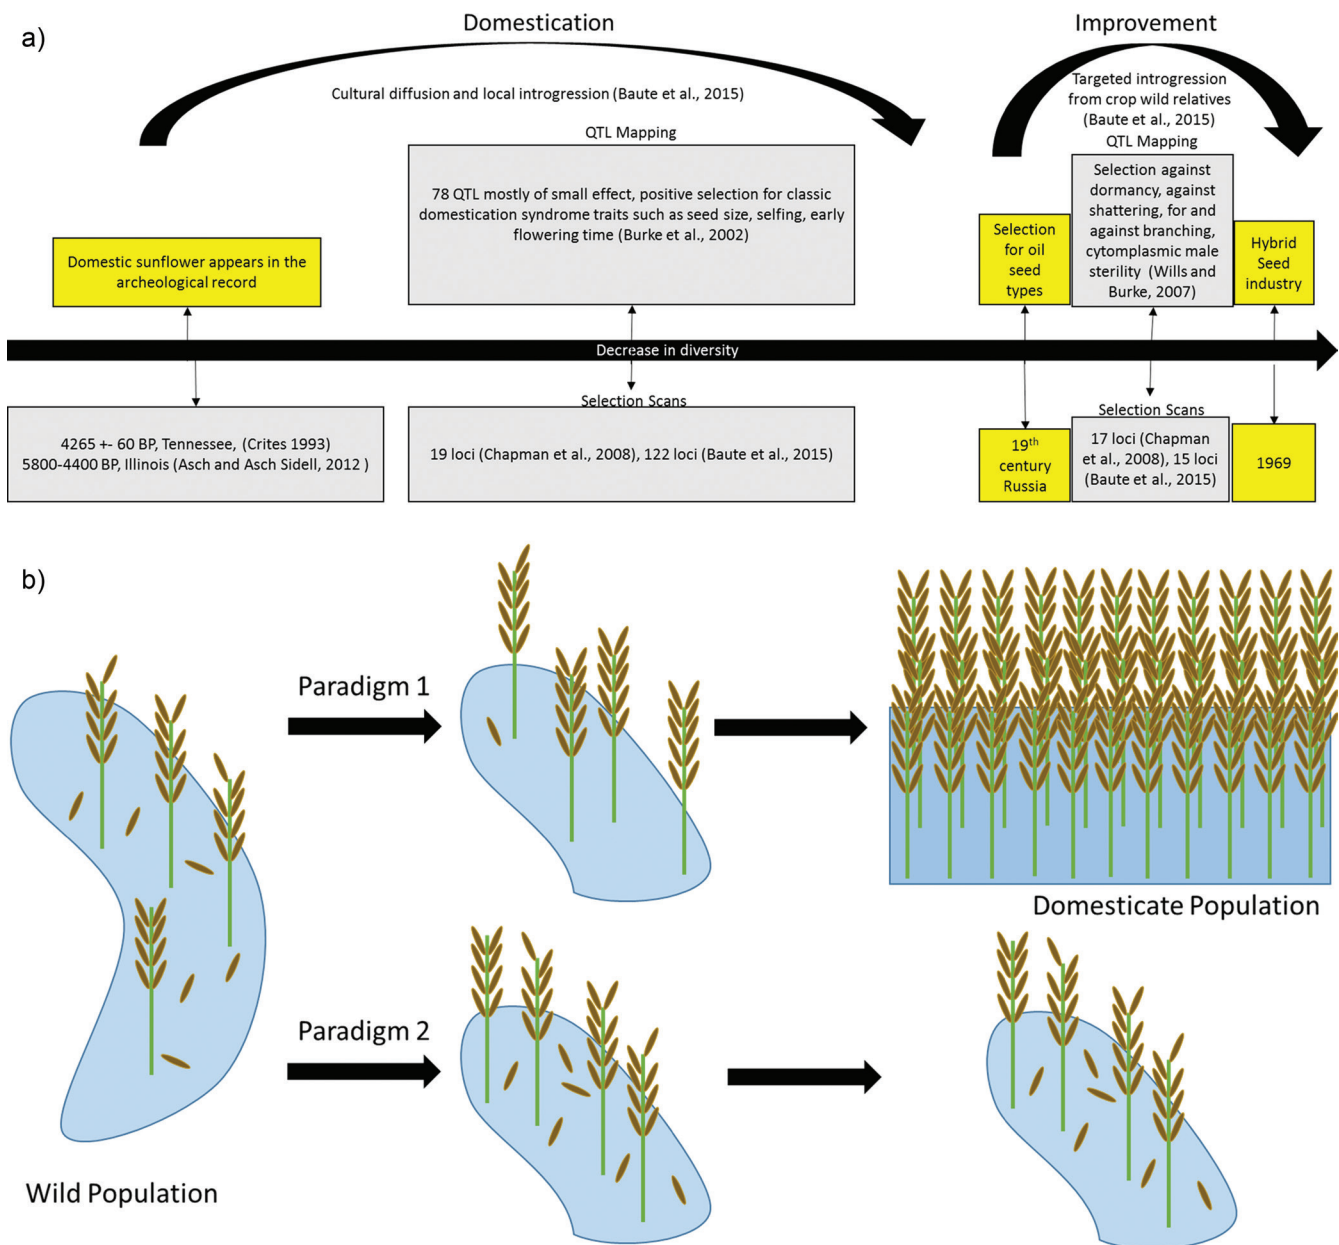 a)
Domestication
Improvement
Cultural diffusion and local introgression (Baute et al., 2015)
Targeted introgression
from crop wild relatives
(Baute et al., 2015)
QTL Mapping
QTL Mapping
Domestic sunflower appears in the
archeological record
78 QTL mostly of small effect, positive selection for classic
domestication syndrome traits such as seed size, selfing, early
flowering time (Burke et al., 2002)
Selection
for oil
seed
types
Selection against
dormancy, against
shattering, for and
against branching,
cytoplasmic male
sterility (Wills and
Burke, 2007)
Hybrid
Seed
industry
Decrease in diversity
4265 +- 60 BP, Tennessee, (Crites 1993)
5800-4400 BP, Illinois (Asch and Asch Sidell, 2012 )
Selection Scans
19 loci (Chapman et al., 2008), 122 loci (Baute et al., 2015)
19th
century
Russia
Selection Scans
17 loci (Chapman
et al., 2008), 15 loci
(Baute et al., 2015)
1969
b)
Paradigm 1
Domesticate Population
Paradigm 2
Wild Population